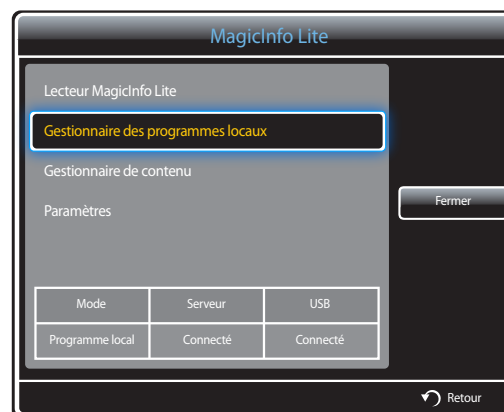 MagicInfo Lite
Lecteur MagicInfo Lite
Gestionnaire des programmes locaux
Gestionnaire de contenu
Paramètres
Fermer
Mode Serveur USB
Programme local Connecté Connecté
Retour